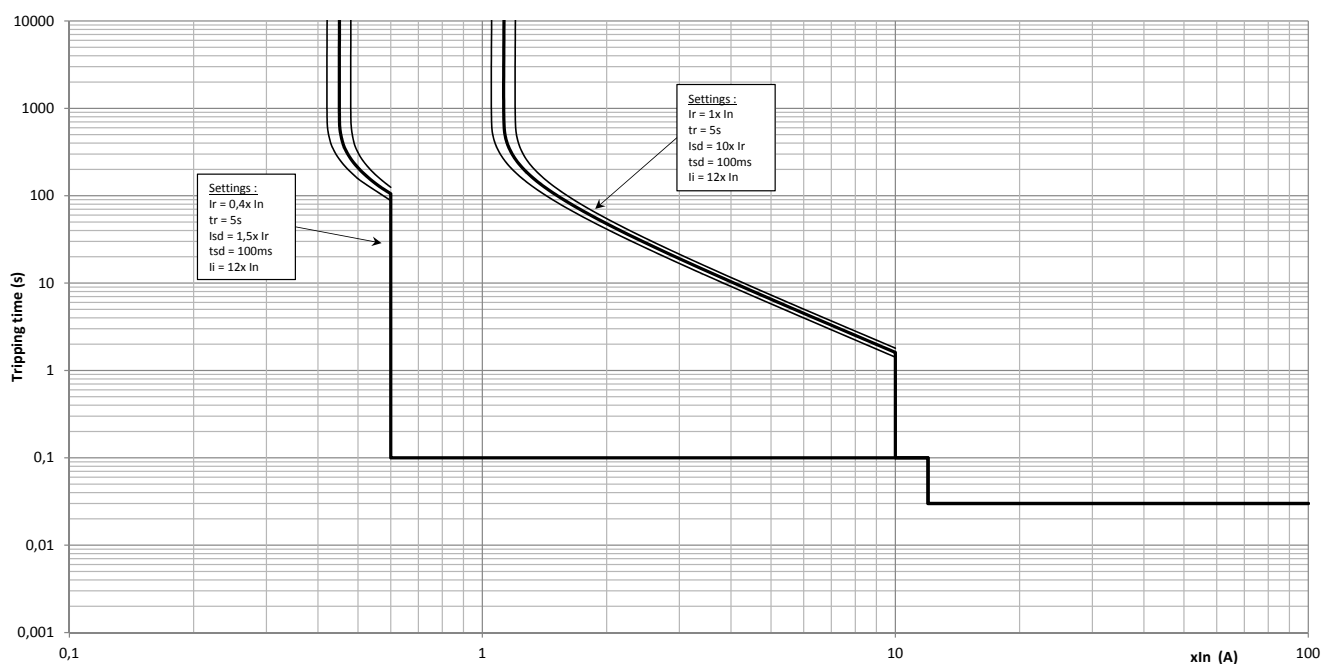 10000
1000
100
10
1
0,1
0,01
0,001
Tripping time (s)
Settings :
Ir = 0,4x In
tr = 5s
Isd = 1,5x Ir
tsd = 100ms
Ii = 12x In
Settings :
Ir = 1x In
tr = 5s
Isd = 10x Ir
tsd = 100ms
Ii = 12x In
0,1
1
10
100
xIn (A)